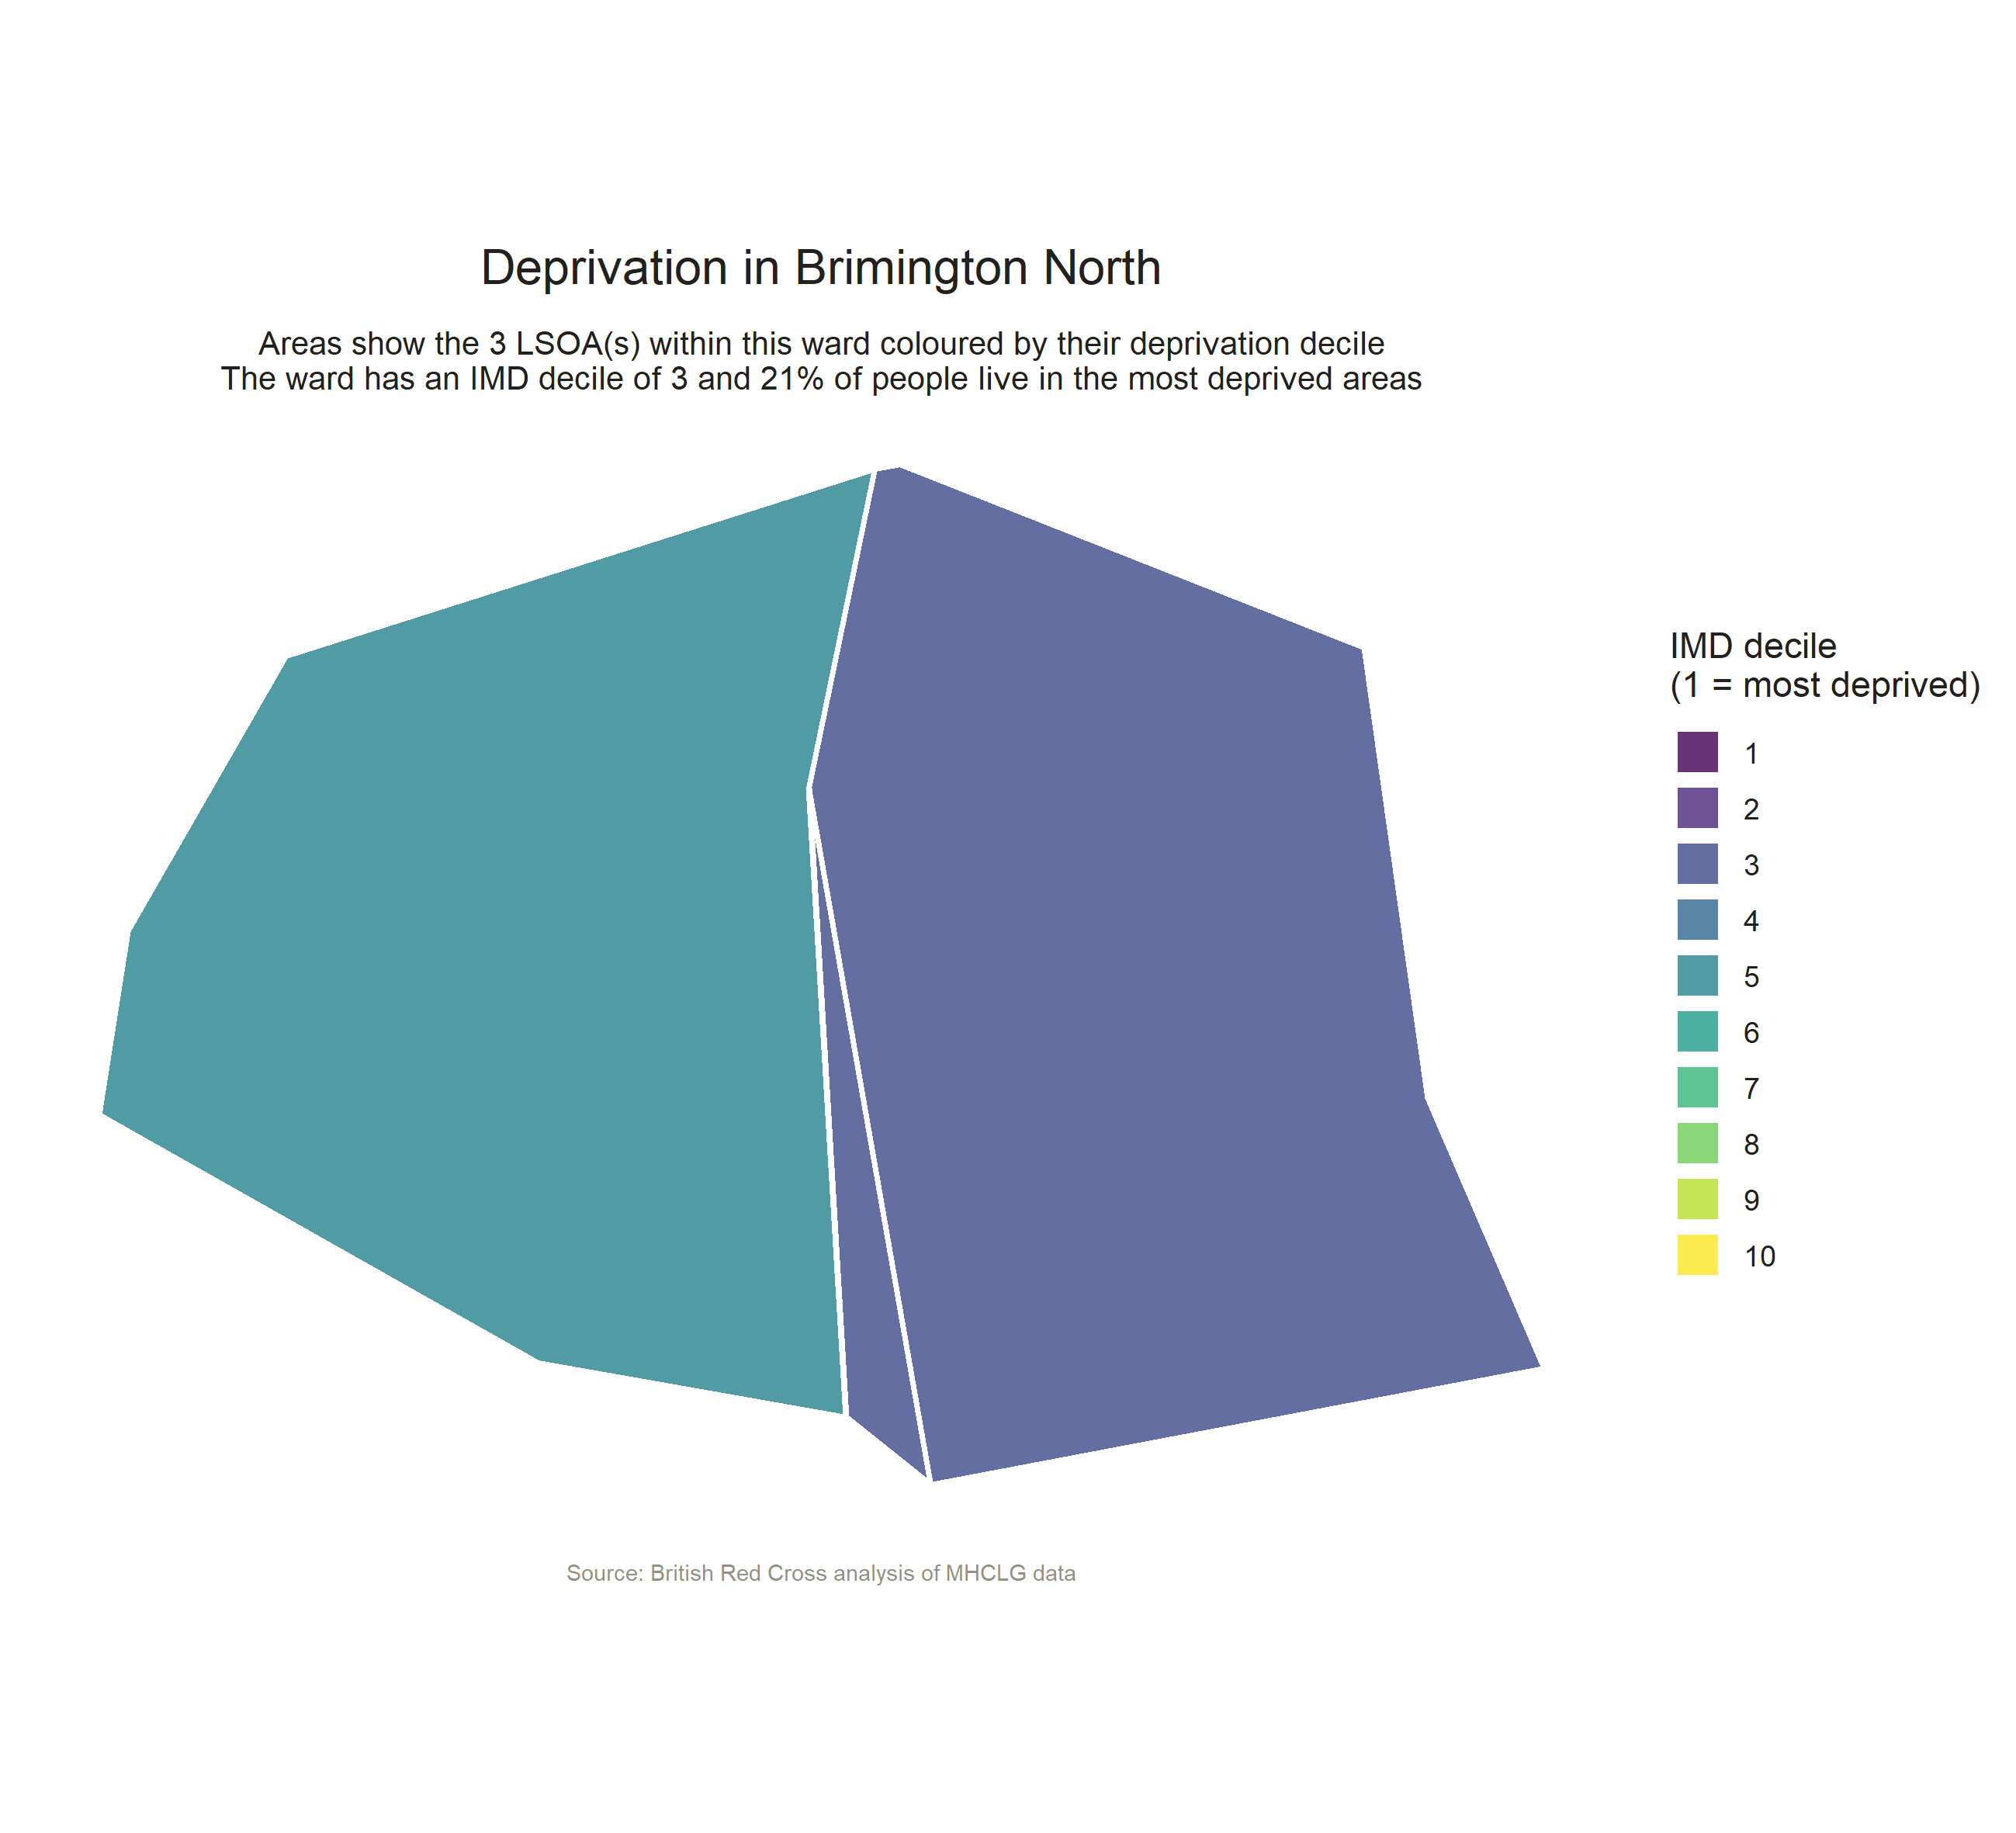 Deprivation in Brimington North
Areas show the 3 LSOA(s) within this ward coloured by their deprivation decile
The ward has an IMD decile of 3 and 21% of people live in the most deprived areas
IMD decile
(1 = most deprived)
1
2
3
4
5
6
7
8
9
10
Source: British Red Cross analysis of MHCLG data